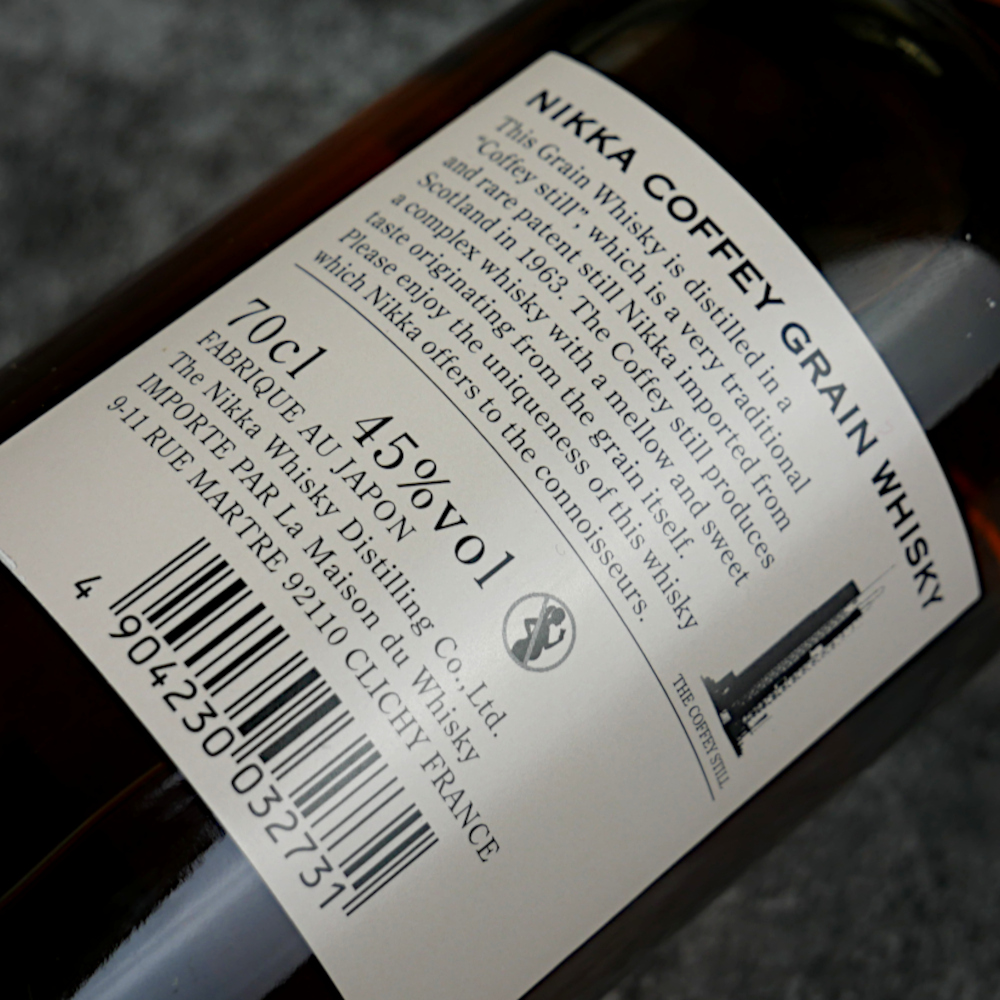 NIKKA COFFEY GRAIN WHISKY
This Grain Whisky is distilled in a
“Coffey still”, which is a very traditional
and rare patent still Nikka imported from
Scotland in 1963. The Coffey still produces
a complex whisky with a mellow and sweet
taste originating from the grain itself.
Please enjoy the uniqueness of this whisky
which Nikka offers to the connoisseurs.
THE COFFEY STILL
70cl 45%vol
FABRIQUE AU JAPON
The Nikka Whisky Distilling Co., Ltd.
IMPORTE PAR La Maison du Whisky
9-11 RUE MARTRE 92110 CLICHY FRANCE
4 904230 032731